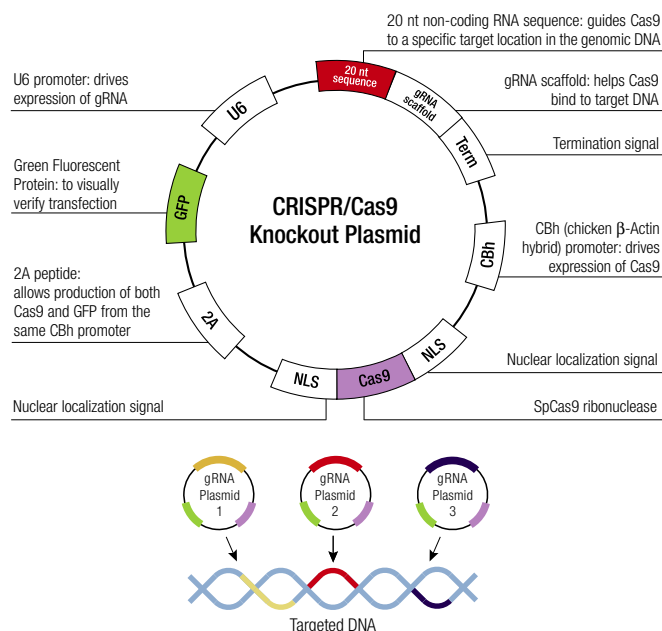 20 nt non-coding RNA sequence: guides Cas9
to a specific target location in the genomic DNA
U6 promoter: drives
expression of gRNA
gRNA scaffold: helps Cas9
bind to target DNA
Termination signal
Green Fluorescent
Protein: to visually
verify transfection
CBh (chicken β-Actin
hybrid) promoter: drives
expression of Cas9
2A peptide:
allows production of both
Cas9 and GFP from the
same CBh promoter
Nuclear localization signal
Nuclear localization signal
SpCas9 ribonuclease
20 nt
sequence
gRNA
scaffold
Term
CBh
NLS
Cas9
NLS
2A
GFP
U6
CRISPR/Cas9
Knockout Plasmid
gRNA
Plasmid
1
gRNA
Plasmid
2
gRNA
Plasmid
3
Targeted DNA